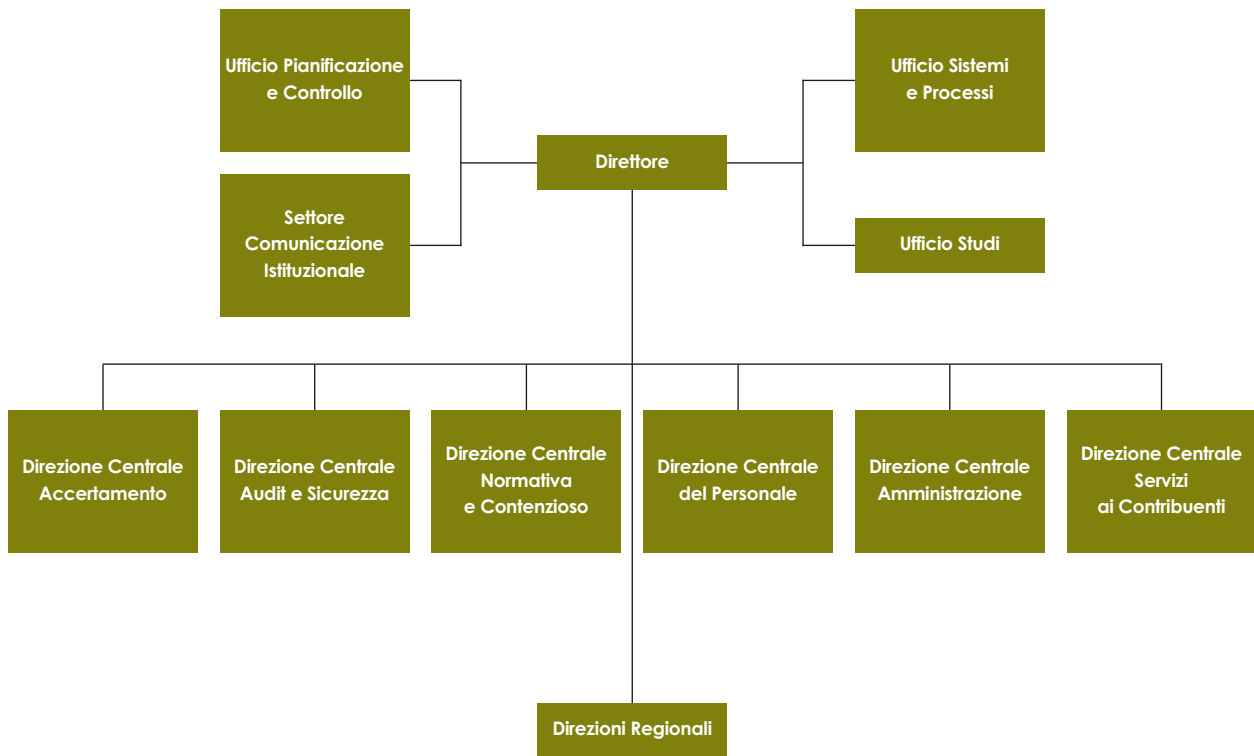 Ufficio Pianificazione
e Controllo
Ufficio Sistemi
e Processi
Direttore
Settore
Comunicazione
Istituzionale
Ufficio Studi
Direzione Centrale
Accertamento
Direzione Centrale
Audit e Sicurezza
Direzione Centrale
Normativa
e Contenzioso
Direzione Centrale
del Personale
Direzione Centrale
Amministrazione
Direzione Centrale
Servizi
ai Contribuenti
Direzioni Regionali